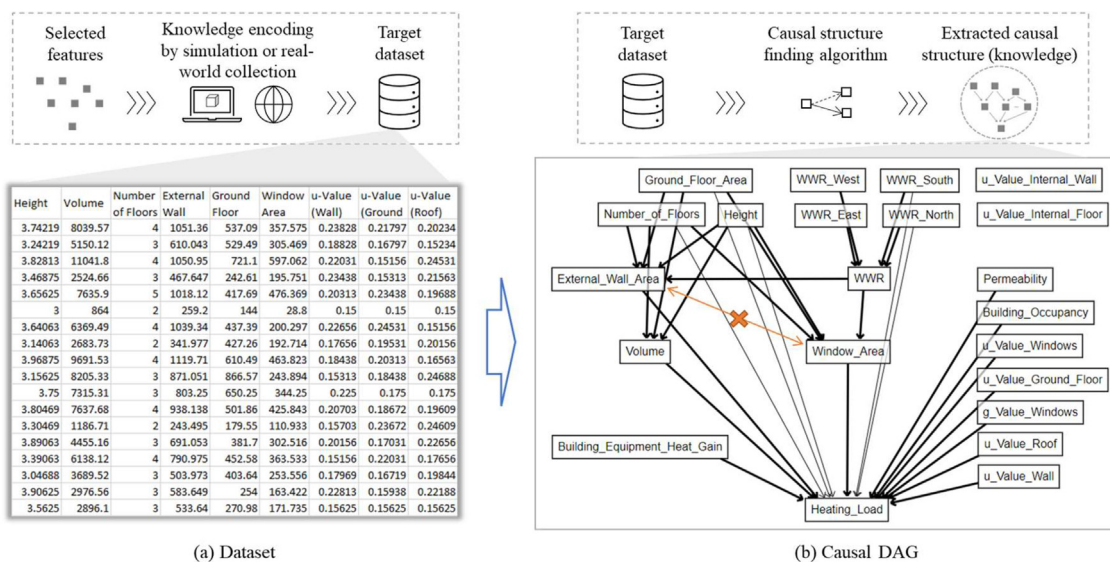 Selected
features
Knowledge encoding
by simulation or real-
world collection
Target
dataset
Target
dataset
Causal structure
finding algorithm
Extracted causal
structure (knowledge)
Height Volume Number of Floors External Wall Ground Floor Window Area u-Value (Wall) u-Value (Ground u-Value (Roof)
3.74219 8039.57 4 1051.36 537.09 357.575 0.23828 0.21797 0.20234
3.24219 5150.12 3 610.043 529.49 305.469 0.18828 0.16797 0.15234
3.82813 11041.8 4 1050.95 721.1 597.062 0.22031 0.15156 0.24531
3.46875 2524.66 3 467.647 242.61 195.751 0.23438 0.15313 0.21563
3.65625 7635.9 5 1018.12 417.69 476.369 0.20313 0.23438 0.19688
3 864 2 259.2 144 28.8 0.15 0.15 0.15
3.64063 6369.49 4 1039.34 437.39 200.297 0.22656 0.24531 0.15156
3.14063 2683.73 2 341.977 427.26 192.714 0.17656 0.19531 0.20156
3.96875 9691.53 4 1119.71 610.49 463.823 0.18438 0.20313 0.16563
3.15625 8205.33 3 871.051 866.57 243.894 0.15313 0.18438 0.24688
3.75 7315.31 3 803.25 650.25 344.25 0.225 0.175 0.175
3.80469 7637.68 4 938.138 501.86 425.843 0.20703 0.18672 0.19609
3.30469 1186.71 2 243.495 179.55 110.933 0.15703 0.23672 0.24609
3.89063 4455.16 3 691.053 381.7 302.516 0.20156 0.17031 0.22656
3.39063 6138.12 4 790.975 452.58 363.533 0.15156 0.22031 0.17656
3.04688 3689.52 3 503.973 403.64 253.556 0.17969 0.16719 0.19844
3.90625 2976.56 3 583.649 254 163.422 0.22813 0.15938 0.22188
3.5625 2896.1 3 533.64 270.98 171.735 0.15625 0.15625 0.15625
(a) Dataset
Ground_Floor_Area
WWR_West
WWR_South
u_Value_Internal_Wall
Number_of_Floors
Height
WWR_East
WWR_North
u_Value_Internal_Floor
External_Wall_Area
WWR
Permeability
Building_Occupancy
Volume
Window_Area
u_Value_Windows
u_Value_Ground_Floor
g_Value_Windows
Building_Equipment_Heat_Gain
u_Value_Roof
u_Value_Wall
Heating_Load
(b) Causal DAG